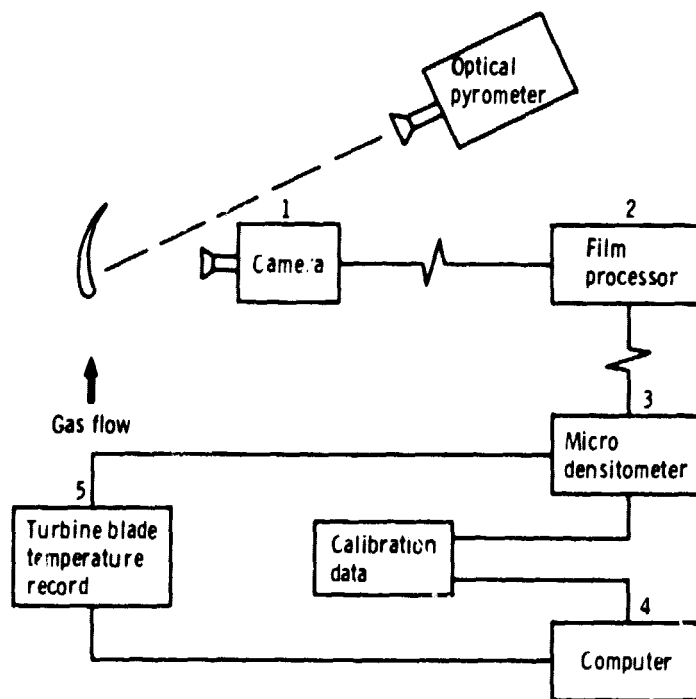 Optical
pyrometer
1
Camera
2
Film
processor
3
Micro
densitometer
Gas flow
5
Turbine blade
temperature
record
Calibration
data
4
Computer